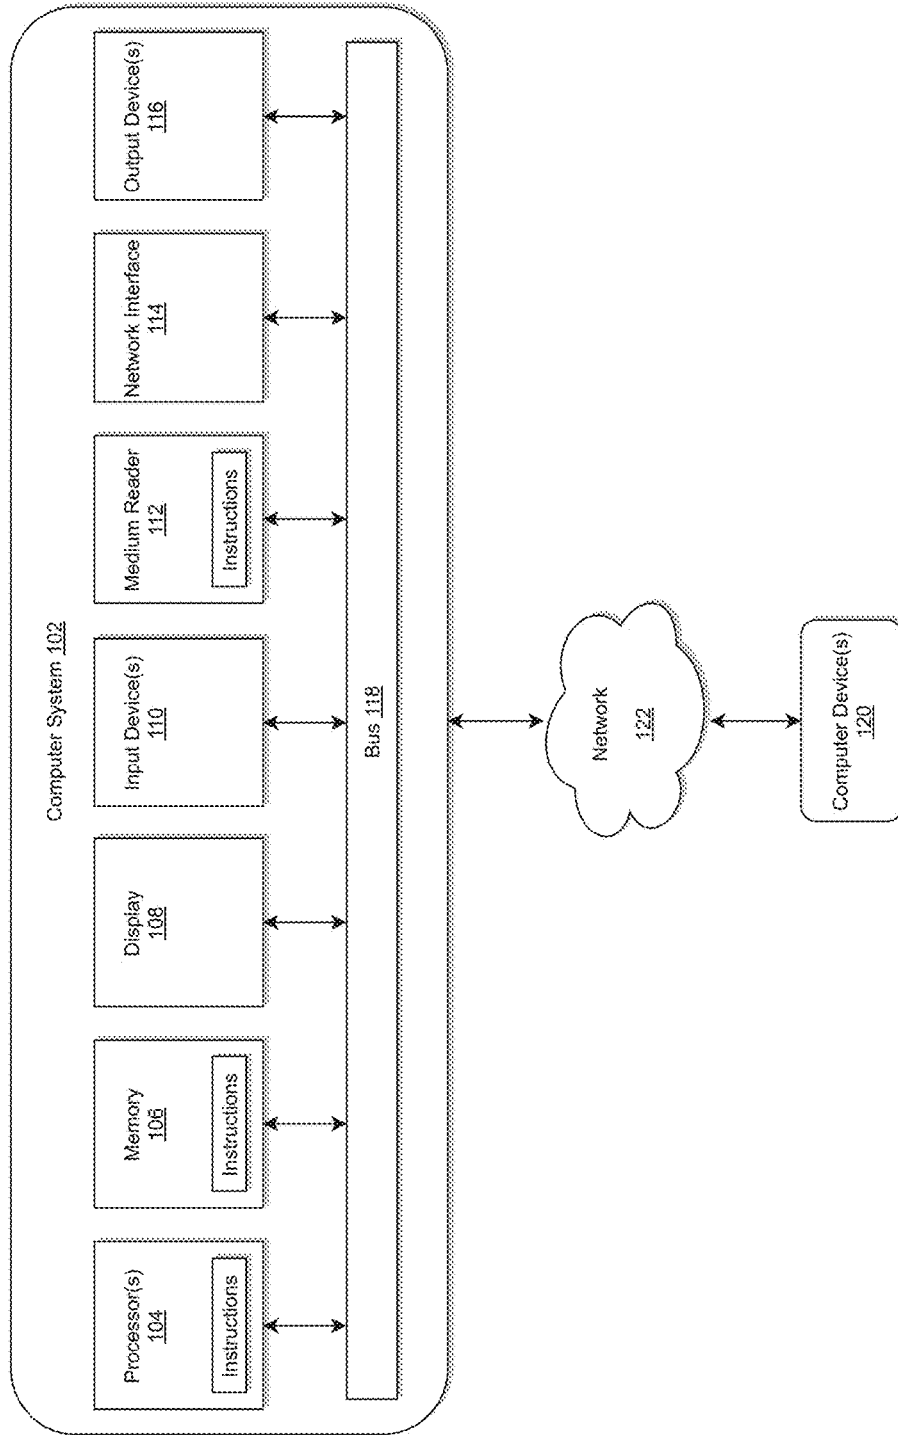 Computer System 102
Processor(s)
104
Instructions
Memory
106
Instructions
Display
108
Input Device(s)
110
Medium Reader
112
Instructions
Network Interface
114
Output Device(s)
116
Bus 118
Network
122
Computer Device(s)
120